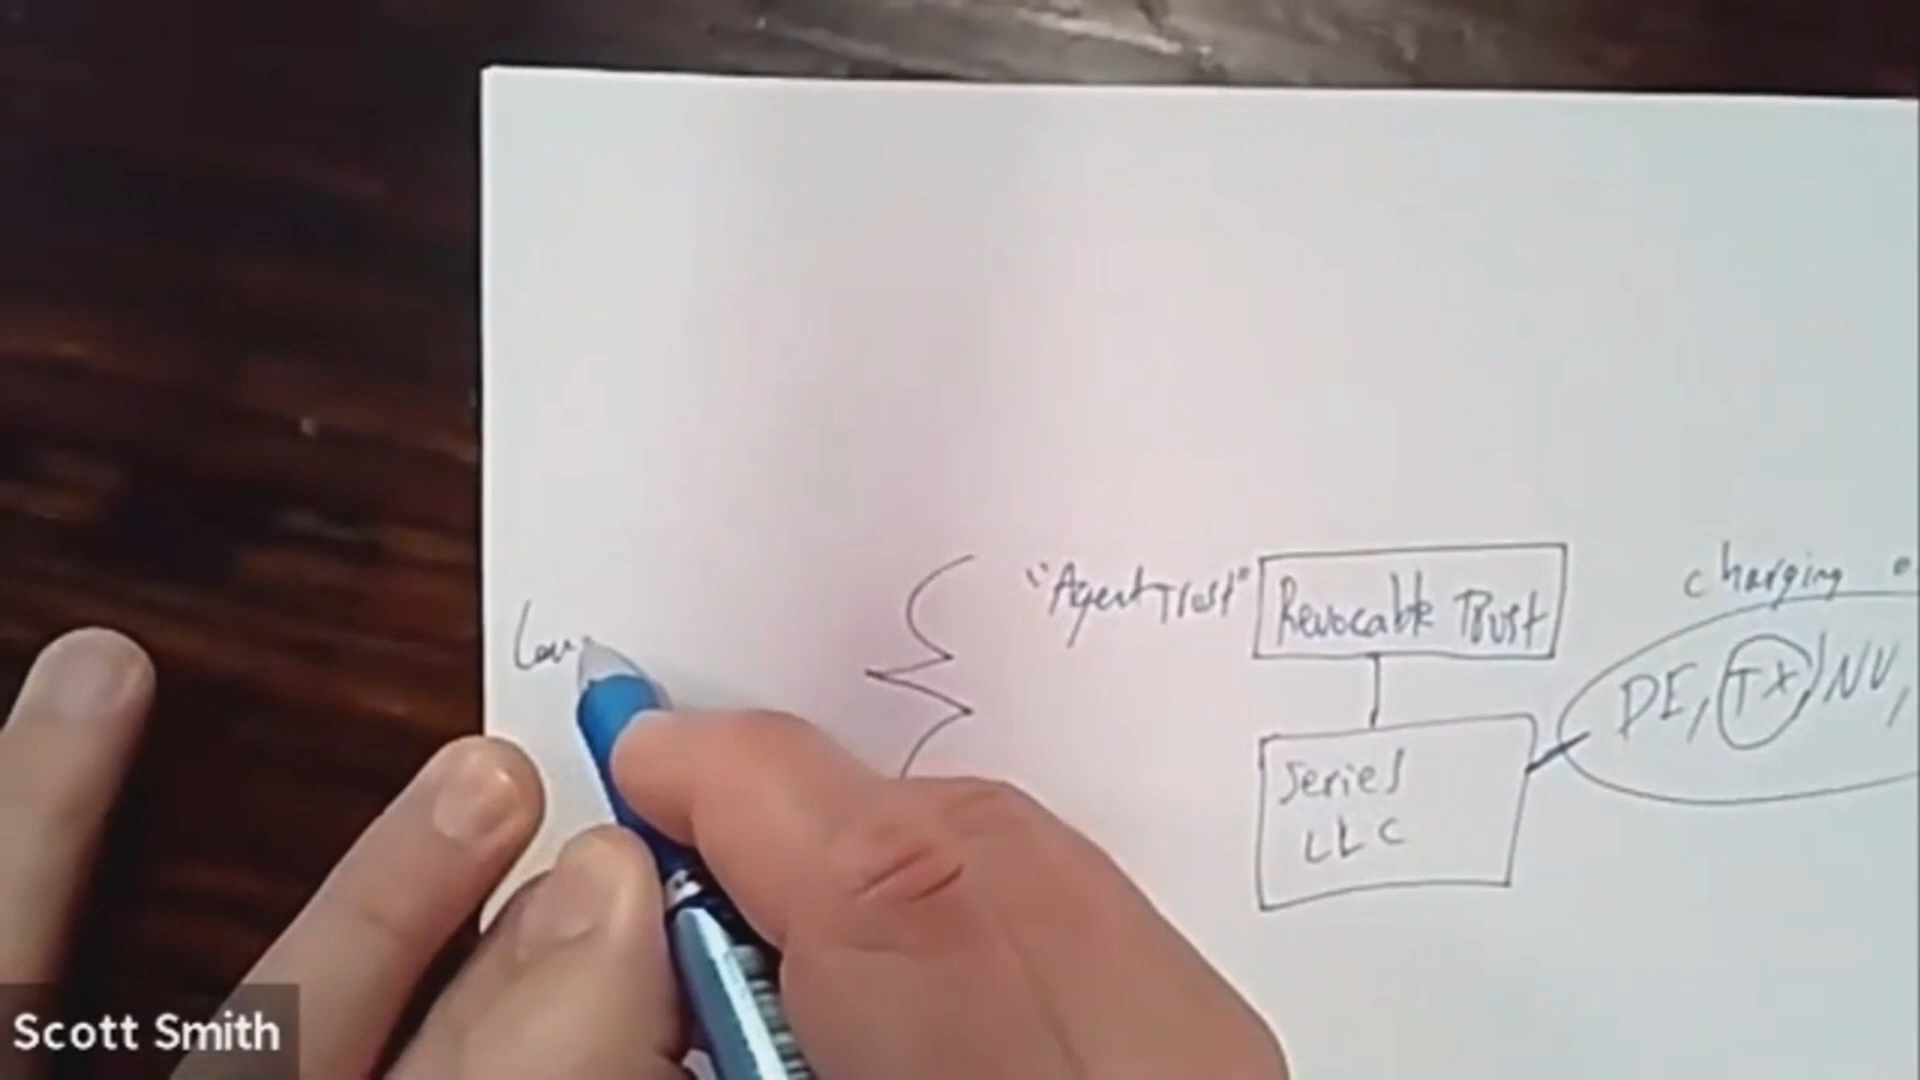 charging
"Agent Trust" Revocable Trust
DE, TX, NV,
Series
LLC
Scott Smith